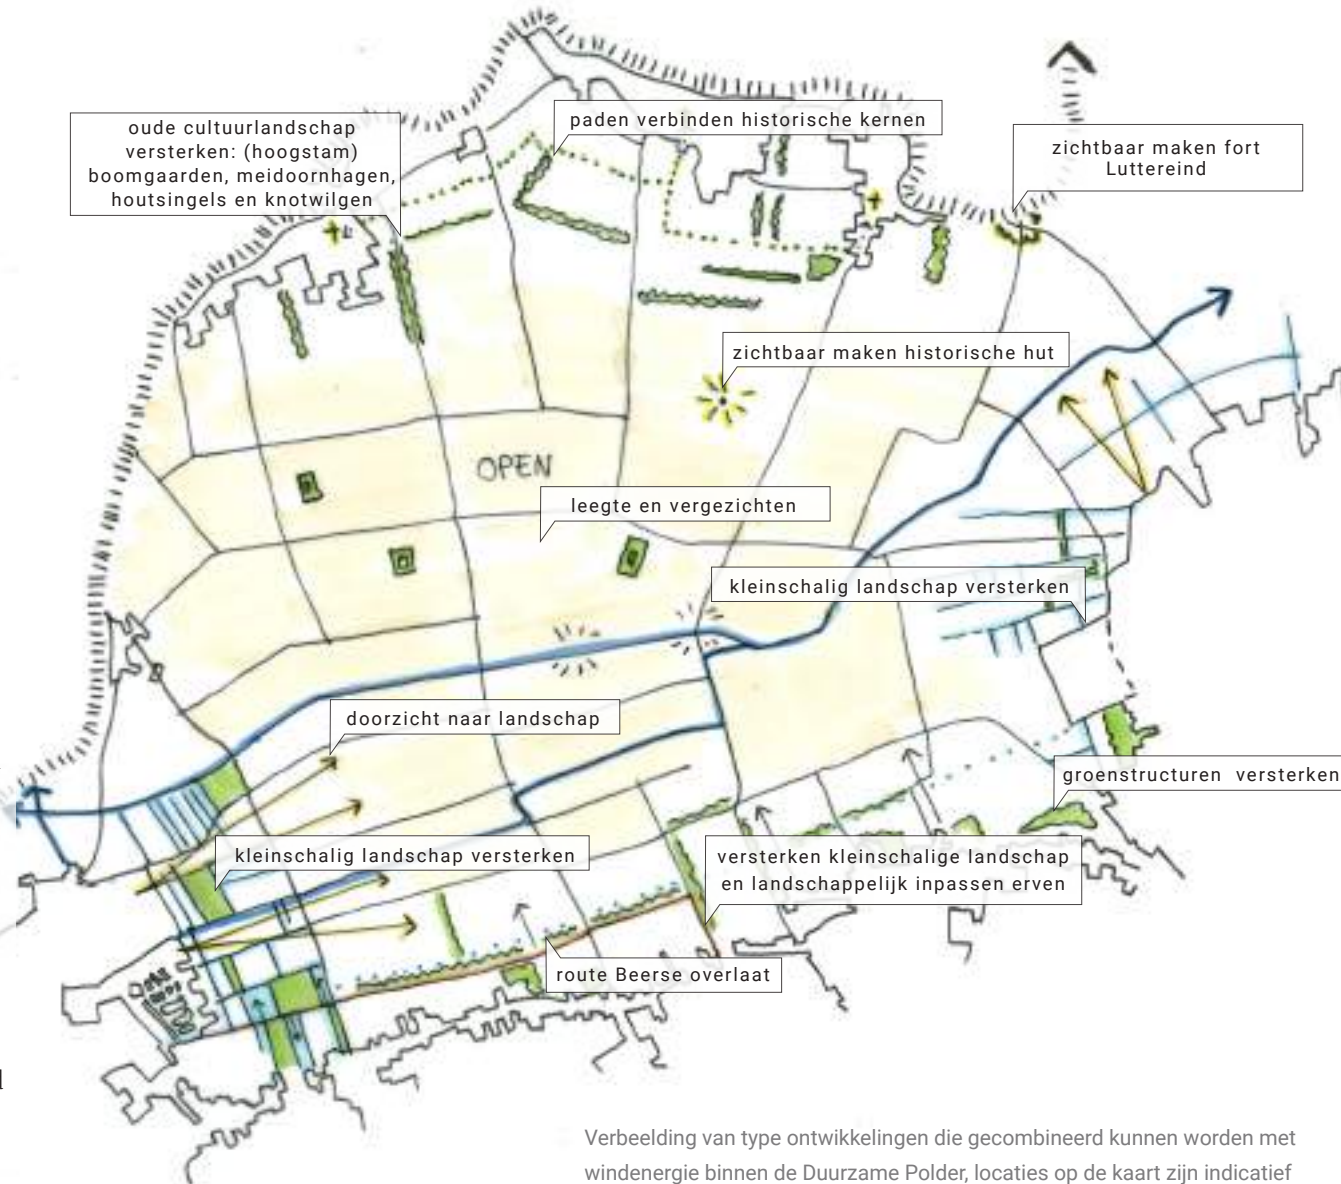 paden verbinden historische kernen
oude cultuurlandschap
versterken: (hoogstam)
boomgaarden, meidoornhagen,
houtsingels en knotwilgen
zichtbaar maken fort
Luttereind
zichtbaar maken historische hut
OPEN
leegte en vergezichten
kleinschalig landschap versterken
doorzicht naar landschap
groenstructuren versterken
kleinschalig landschap versterken
versterken kleinschalige landschap
en landschappelijk inpassen erven
route Beerse overlaat
Verbeelding van type ontwikkelingen die gecombineerd kunnen worden met
windenergie binnen de Duurzame Polder, locaties op de kaart zijn indicatief